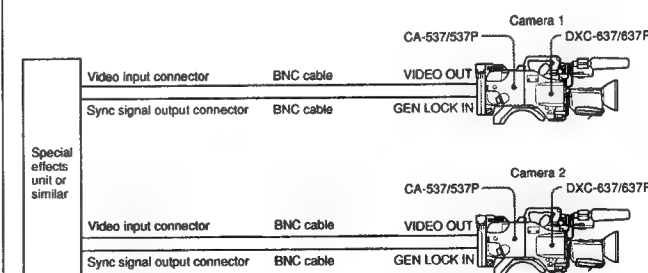 Camera 1
CA-537/537P
DXC-637/637P
Video input connector
BNC cable
VIDEO OUT
Sync signal output connector
BNC cable
GEN LOCK IN
Special
effects
unit or
similar
Camera 2
CA-537/537P
DXC-637/637P
Video input connector
BNC cable
VIDEO OUT
Sync signal output connector
BNC cable
GEN LOCK IN